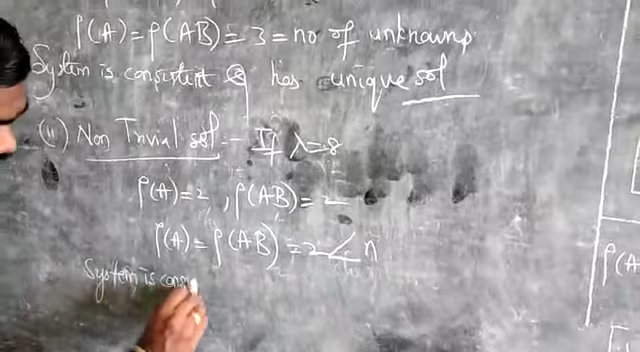 ρ(A) = ρ(AB) = 3 = no of unknowns
System is consistent & has unique sol
(ii) Non Trivial sol - If λ=8
ρ(A)=2, ρ(AB)=2
ρ(A) = ρ(AB) = 2 < n
System is cons
ρ(A